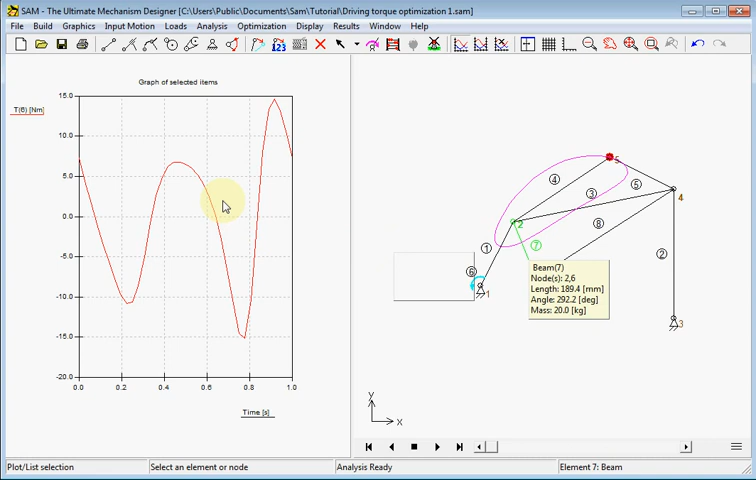 SAM - The Ultimate Mechanism Designer [C:\Users\Public\Documents\Sam\Tutorial\Driving torque optimization 1.sam]
File Build Graphics Input Motion Loads Analysis Optimization Display Results Window Help
123
Graph of selected items
T(6) [Nm]
15.0
10.0
5.0
0.0
-5.0
-10.0
-15.0
-20.0
0.0 0.2 0.4 0.6 0.8 1.0
Time [s]
5
4
5
3
4
2
8
1
7
2
6
1
3
Beam(7)
Node(s): 2,6
Length: 189.4 [mm]
Angle: 292.2 [deg]
Mass: 20.0 [kg]
Y
X
Plot/List selection Select an element or node Analysis Ready Element 7: Beam